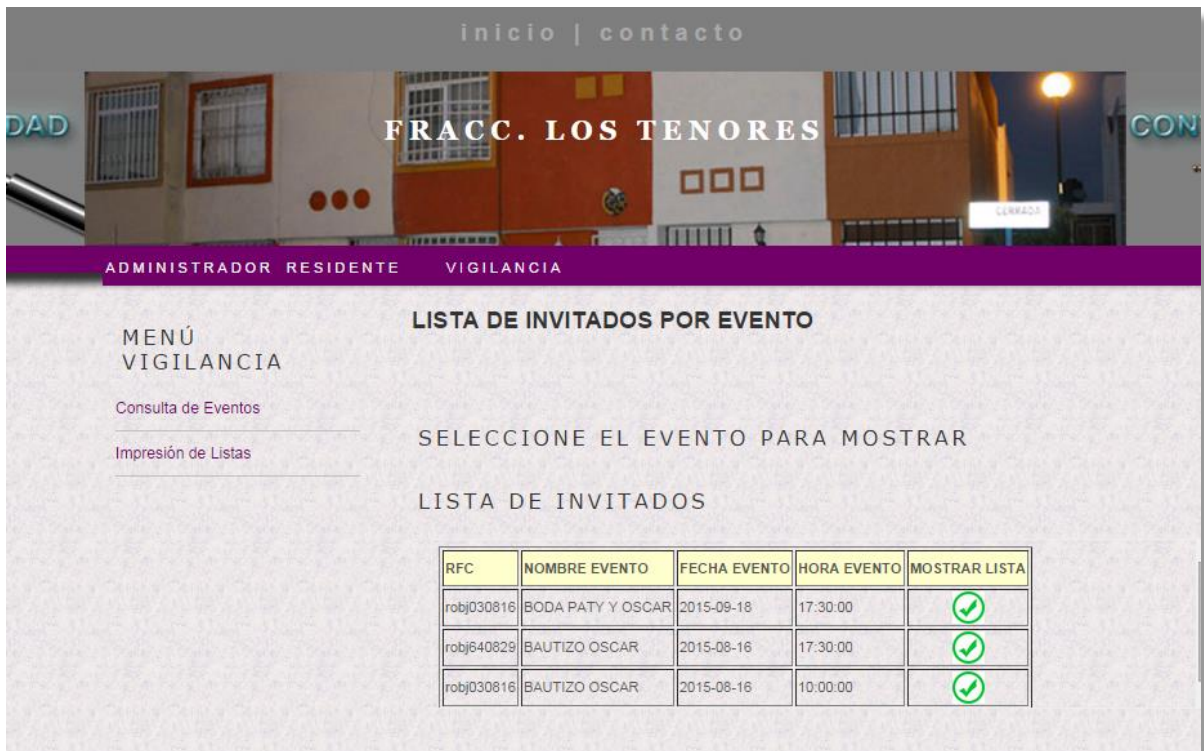 inicio | contacto
DAD
FRACC. LOS TENORES
CON
CERRADA
ADMINISTRADOR RESIDENTE VIGILANCIA
MENÚ
VIGILANCIA
Consulta de Eventos
Impresión de Listas
LISTA DE INVITADOS POR EVENTO
SELECCIONE EL EVENTO PARA MOSTRAR
LISTA DE INVITADOS
RFC NOMBRE EVENTO FECHA EVENTO HORA EVENTO MOSTRAR LISTA
robj030816 BODA PATY Y OSCAR 2015-09-18 17:30:00
robj640829 BAUTIZO OSCAR 2015-08-16 17:30:00
robj030816 BAUTIZO OSCAR 2015-08-16 10:00:00